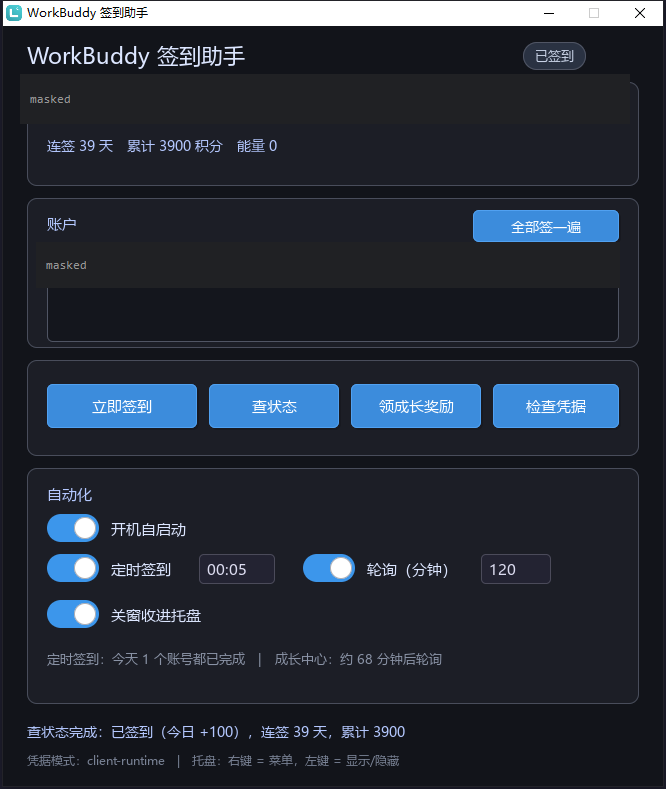 WorkBuddy 签到助手
WorkBuddy 签到助手
已签到
masked
连签 39 天 累计 3900 积分 能量 0
账户
全部签一遍
masked
立即签到
查状态
领成长奖励
检查凭据
自动化
开机自启动
定时签到
00:05
轮询（分钟）
120
关窗收进托盘
定时签到：今天 1 个账号都已完成 | 成长中心：约 68 分钟后轮询
查状态完成：已签到（今日 +100），连签 39 天，累计 3900
凭据模式：client-runtime | 托盘：右键 = 菜单，左键 = 显示/隐藏